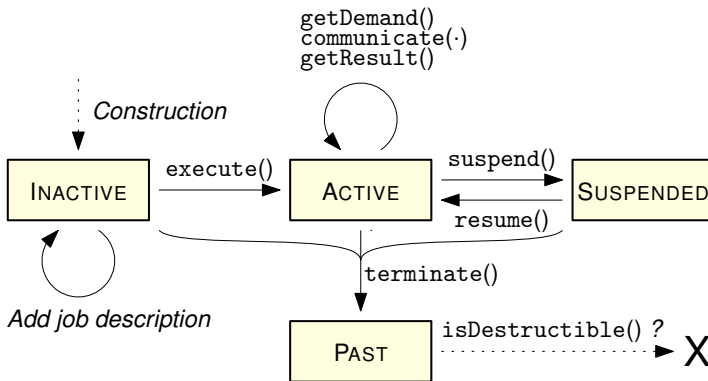 getDemand()
communicate(·)
getResult()
Construction
INACTIVE
execute()
ACTIVE
suspend()
resume()
SUSPENDED
Add job description
terminate()
PAST
isDestructible() ?
X